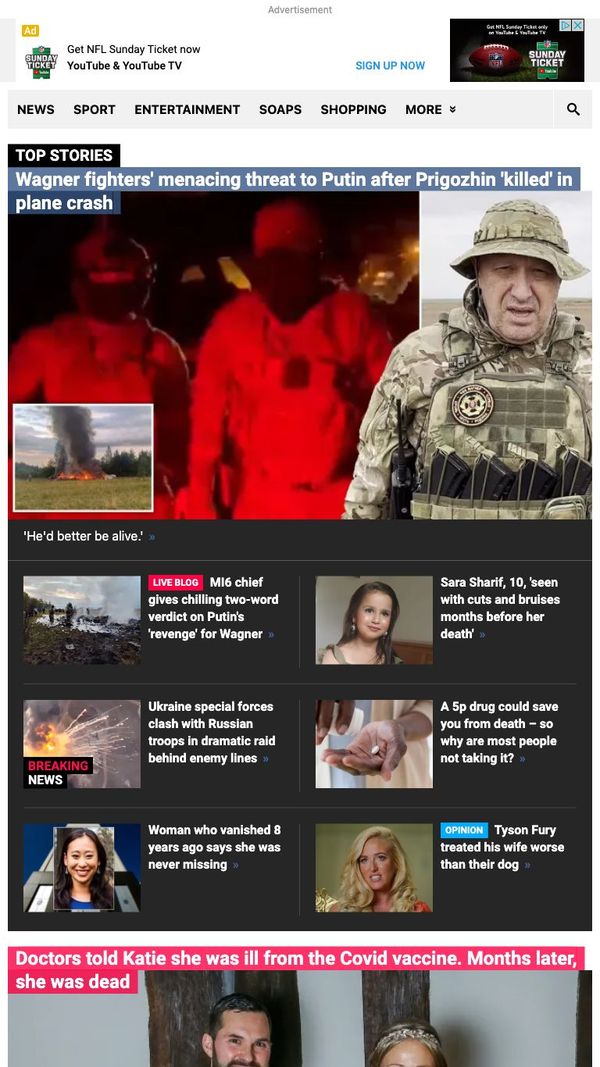 Advertisement
Ad
Get NFL Sunday Ticket now
YouTube & YouTube TV
SIGN UP NOW
SUNDAY
TICKET
YouTube
Get NFL Sunday Ticket only
on YouTube & YouTube TV
NFL
SUNDAY
TICKET
YouTube
NEWS SPORT ENTERTAINMENT SOAPS SHOPPING MORE
TOP STORIES
Wagner fighters' menacing threat to Putin after Prigozhin 'killed' in
plane crash
'He'd better be alive.' »
LIVE BLOG MI6 chief
gives chilling two-word
verdict on Putin's
'revenge' for Wagner »
Sara Sharif, 10, 'seen
with cuts and bruises
months before her
death' »
BREAKING
NEWS
Ukraine special forces
clash with Russian
troops in dramatic raid
behind enemy lines »
A 5p drug could save
you from death – so
why are most people
not taking it? »
Woman who vanished 8
years ago says she was
never missing »
OPINION Tyson Fury
treated his wife worse
than their dog »
Doctors told Katie she was ill from the Covid vaccine. Months later,
she was dead